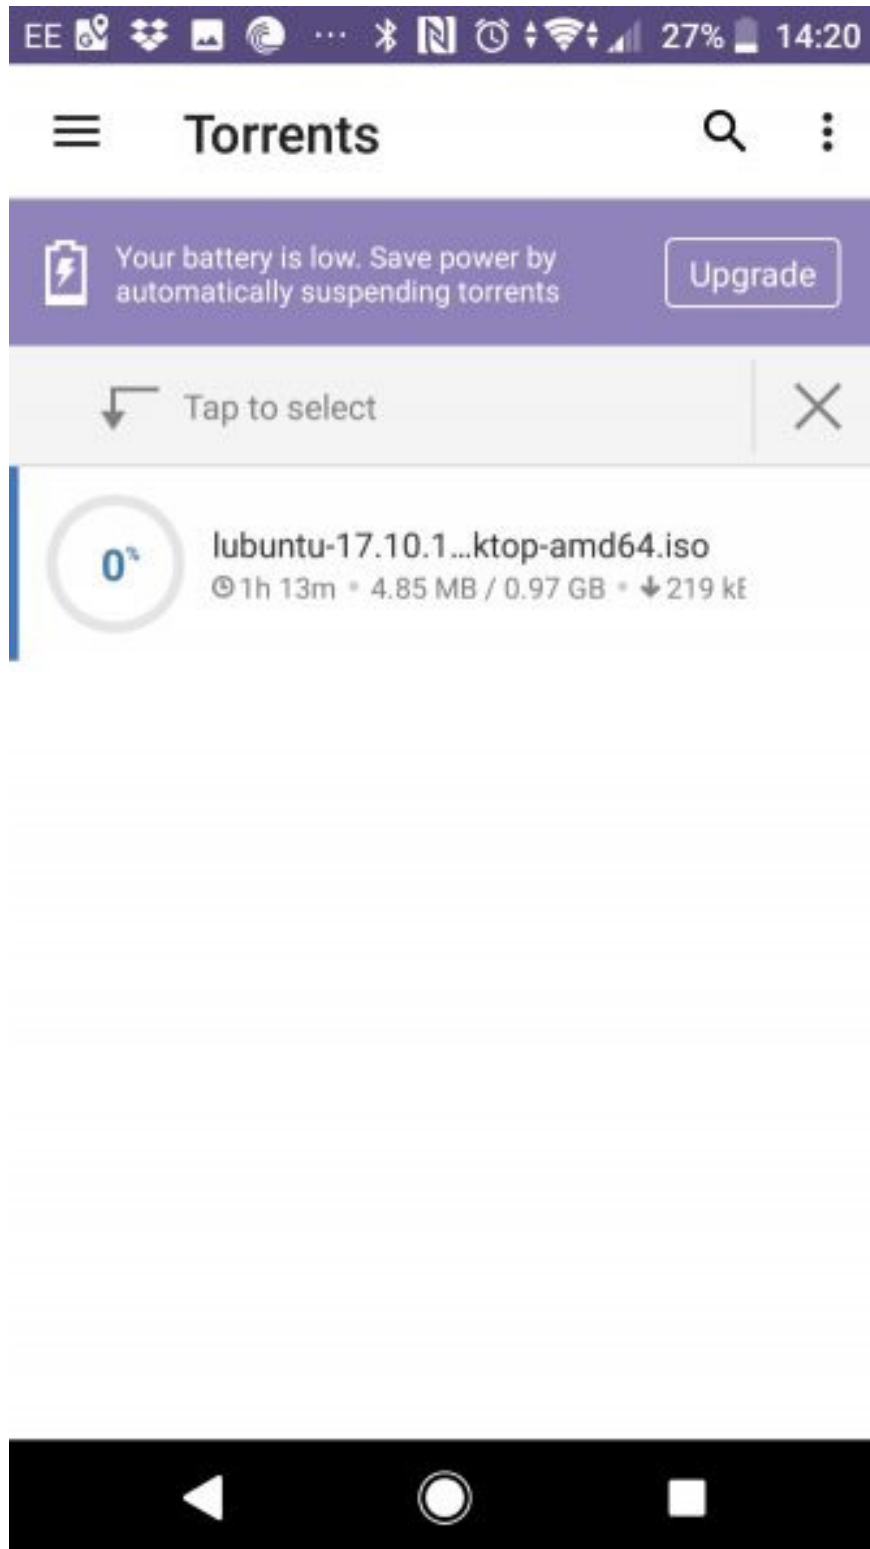 EE 27% 14:20
Torrents
Your battery is low. Save power by
automatically suspending torrents
Upgrade
Tap to select
0%
lubuntu-17.10.1...ktop-amd64.iso
1h 13m • 4.85 MB / 0.97 GB • 219 kB